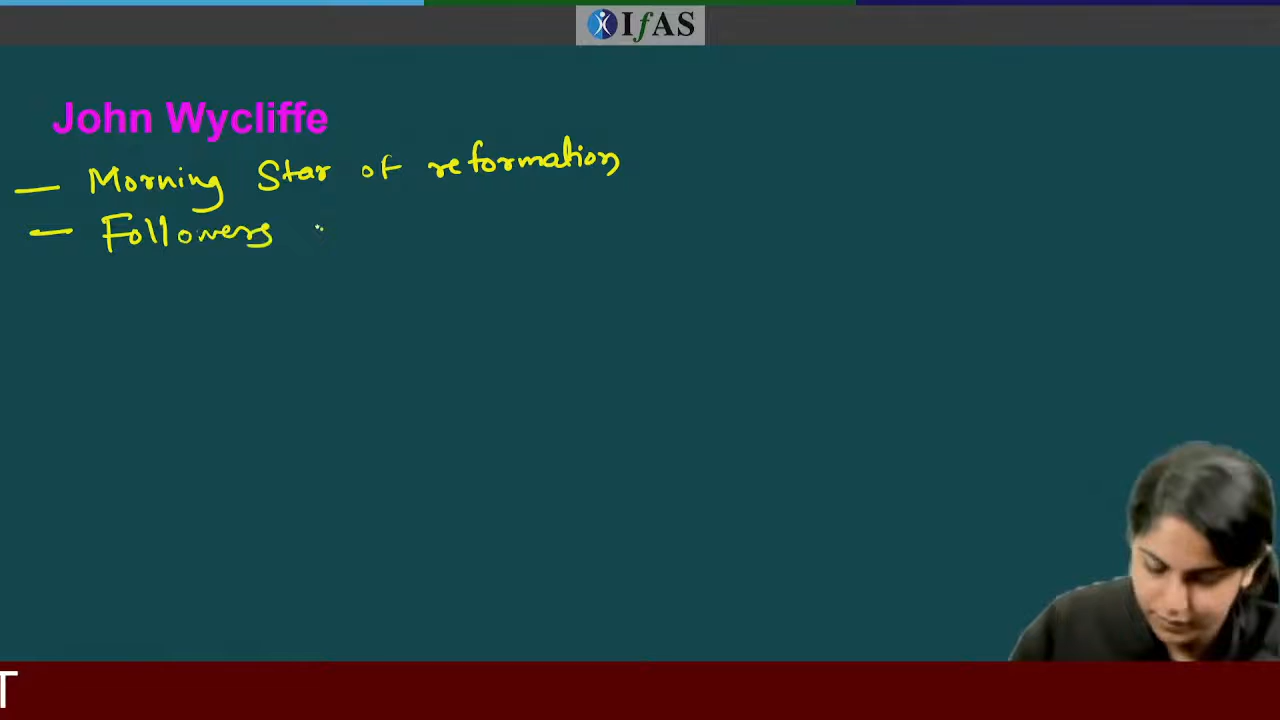 IfAS
John Wycliffe
— Morning Star of reformation
— Followers
T